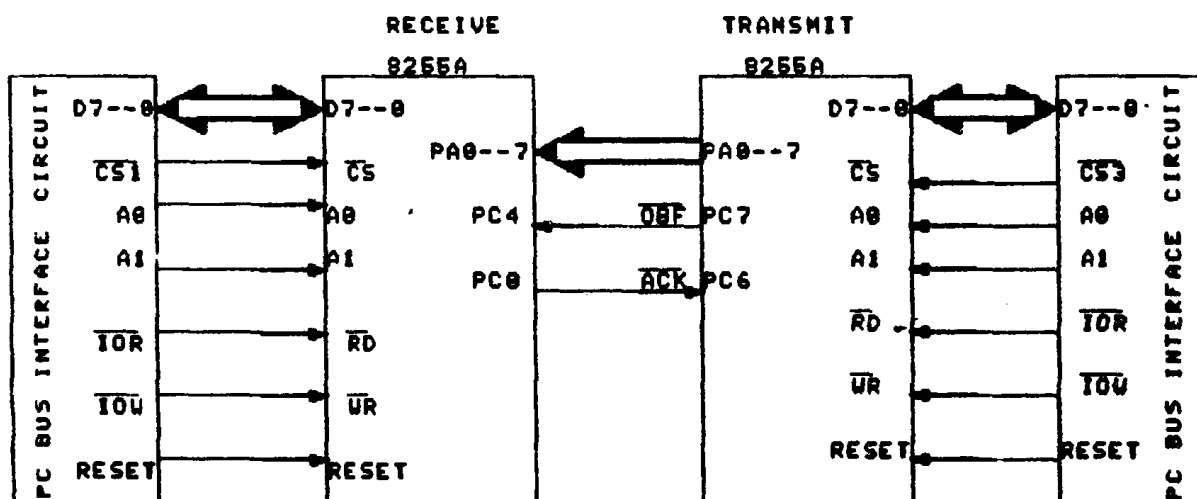 RECEIVE TRANSMIT
8255A 8255A
PC BUS INTERFACE CIRCUIT
D7--0 D7--0 D7--0 D7--0
PA0--7 PA0--7
CS1 CS CS CS3
A0 A0 PC4 OBF PC7 A0 A0
A1 A1 PC0 ACK PC6 A1 A1
IOR RD RD IOR
IOW WR WR IOW
RESET RESET RESET RESET
PC BUS INTERFACE CIRCUIT